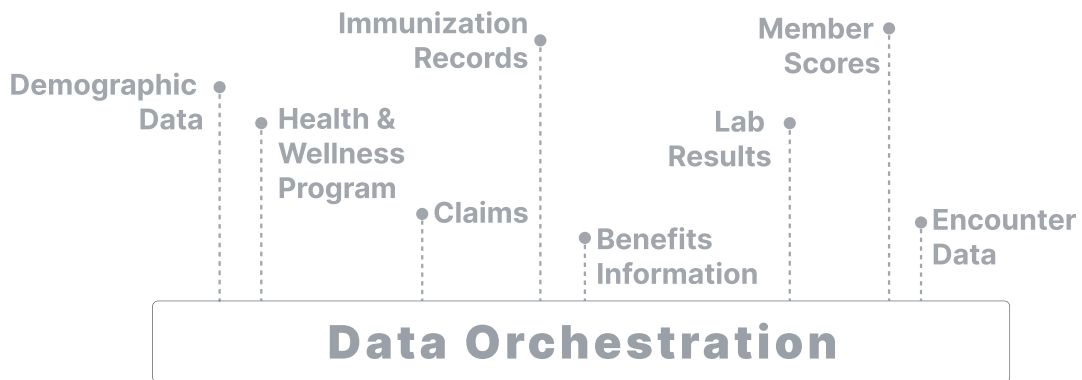 Immunization
Records
Member
Scores
Demographic
Data
Health &
Wellness
Program
Lab
Results
Claims
Encounter
Data
Benefits
Information
Data Orchestration